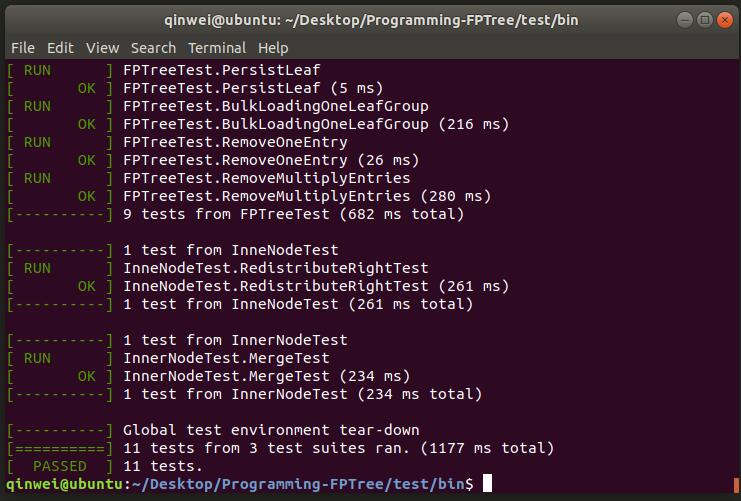 qinwei@ubuntu: ~/Desktop/Programming-FPTree/test/bin
File Edit View Search Terminal Help
[ RUN      ] FPTreeTest.PersistLeaf
[       OK ] FPTreeTest.PersistLeaf (5 ms)
[ RUN      ] FPTreeTest.BulkLoadingOneLeafGroup
[       OK ] FPTreeTest.BulkLoadingOneLeafGroup (216 ms)
[ RUN      ] FPTreeTest.RemoveOneEntry
[       OK ] FPTreeTest.RemoveOneEntry (26 ms)
[ RUN      ] FPTreeTest.RemoveMultiplyEntries
[       OK ] FPTreeTest.RemoveMultiplyEntries (280 ms)
[----------] 9 tests from FPTreeTest (682 ms total)

[----------] 1 test from InneNodeTest
[ RUN      ] InneNodeTest.RedistributeRightTest
[       OK ] InneNodeTest.RedistributeRightTest (261 ms)
[----------] 1 test from InneNodeTest (261 ms total)

[----------] 1 test from InnerNodeTest
[ RUN      ] InnerNodeTest.MergeTest
[       OK ] InnerNodeTest.MergeTest (234 ms)
[----------] 1 test from InnerNodeTest (234 ms total)

[----------] Global test environment tear-down
[==========] 11 tests from 3 test suites ran. (1177 ms total)
[  PASSED  ] 11 tests.
qinwei@ubuntu:~/Desktop/Programming-FPTree/test/bin$